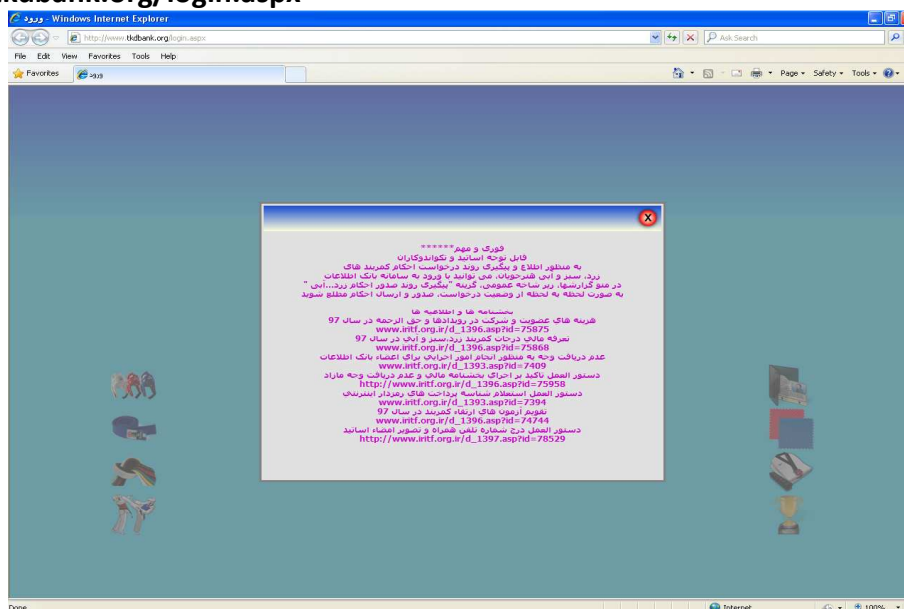 tkdbank.org/login.aspx
ورود - Windows Internet Explorer
http://www.tkdbank.org/login.aspx
Ask Search
File Edit View Favorites Tools Help
Favorites ورود
Page Safety Tools
فوری و مهم******
قابل توجه اساتید و تکواندوکاران
به منظور اطلاع و پیگیری روند درخواست احکام کمربند های
زرد، سبز و آبی هنرجویان، می توانید با ورود به سامانه بانک اطلاعات
در منو گزارشها، زیر شاخه عمومی، گزینه "پیگیری روند صدور احکام زرد...آبی "
به صورت لحظه به لحظه از وضعیت درخواست، صدور و ارسال احکام مطلع شوید
بخشنامه ها و اطلاعیه ها
هزینه های عضویت و شرکت در رویدادها و حق الزحمه در سال 97
www.iritf.org.ir/d_1396.asp?id=75875
تعرفه مالی درجات کمربند زرد،سبز و آبی در سال 97
www.iritf.org.ir/d_1396.asp?id=75868
عدم دریافت وجه به منظور انجام امور اجرایی برای اعضاء بانک اطلاعات
www.iritf.org.ir/d_1393.asp?id=7409
دستور العمل تاکید بر اجرای بخشنامه مالی و عدم دریافت وجه مازاد
http://www.iritf.org.ir/d_1396.asp?id=75958
دستور العمل استعلام شناسه پرداخت های رمزدار اینترنتی
www.iritf.org.ir/d_1393.asp?id=7394
تقویم آزمون های ارتقاء کمربند در سال 97
www.iritf.org.ir/d_1396.asp?id=74744
دستور العمل درج شماره تلفن همراه و تصویر امضاء اساتید
http://www.iritf.org.ir/d_1397.asp?id=78529
Done Internet 100%